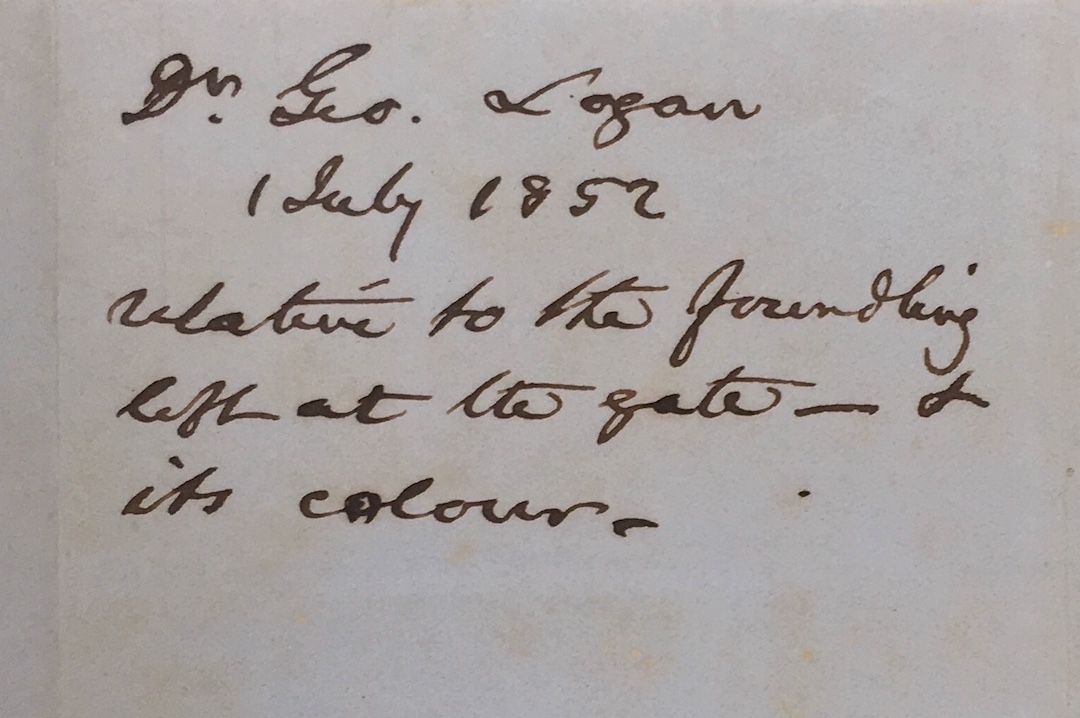 Dr. Geo. Logan
1 July 1852
relative to the foundling
left at the gate — &
its colour.